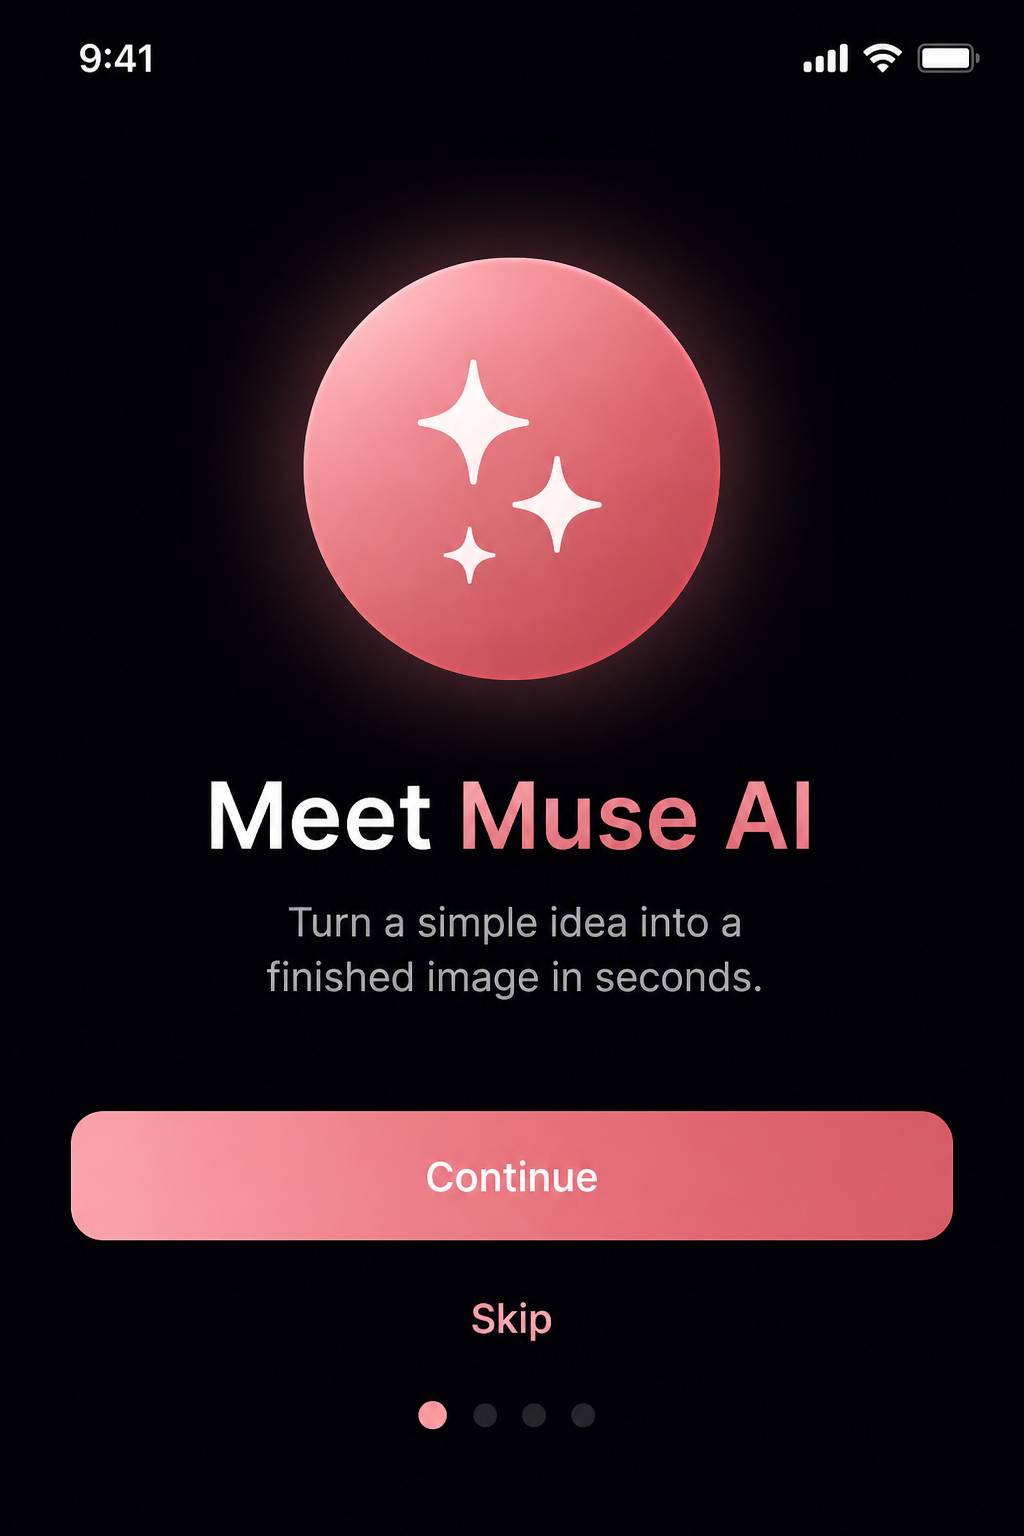 9:41
Meet Muse AI
Turn a simple idea into a
finished image in seconds.
Continue
Skip